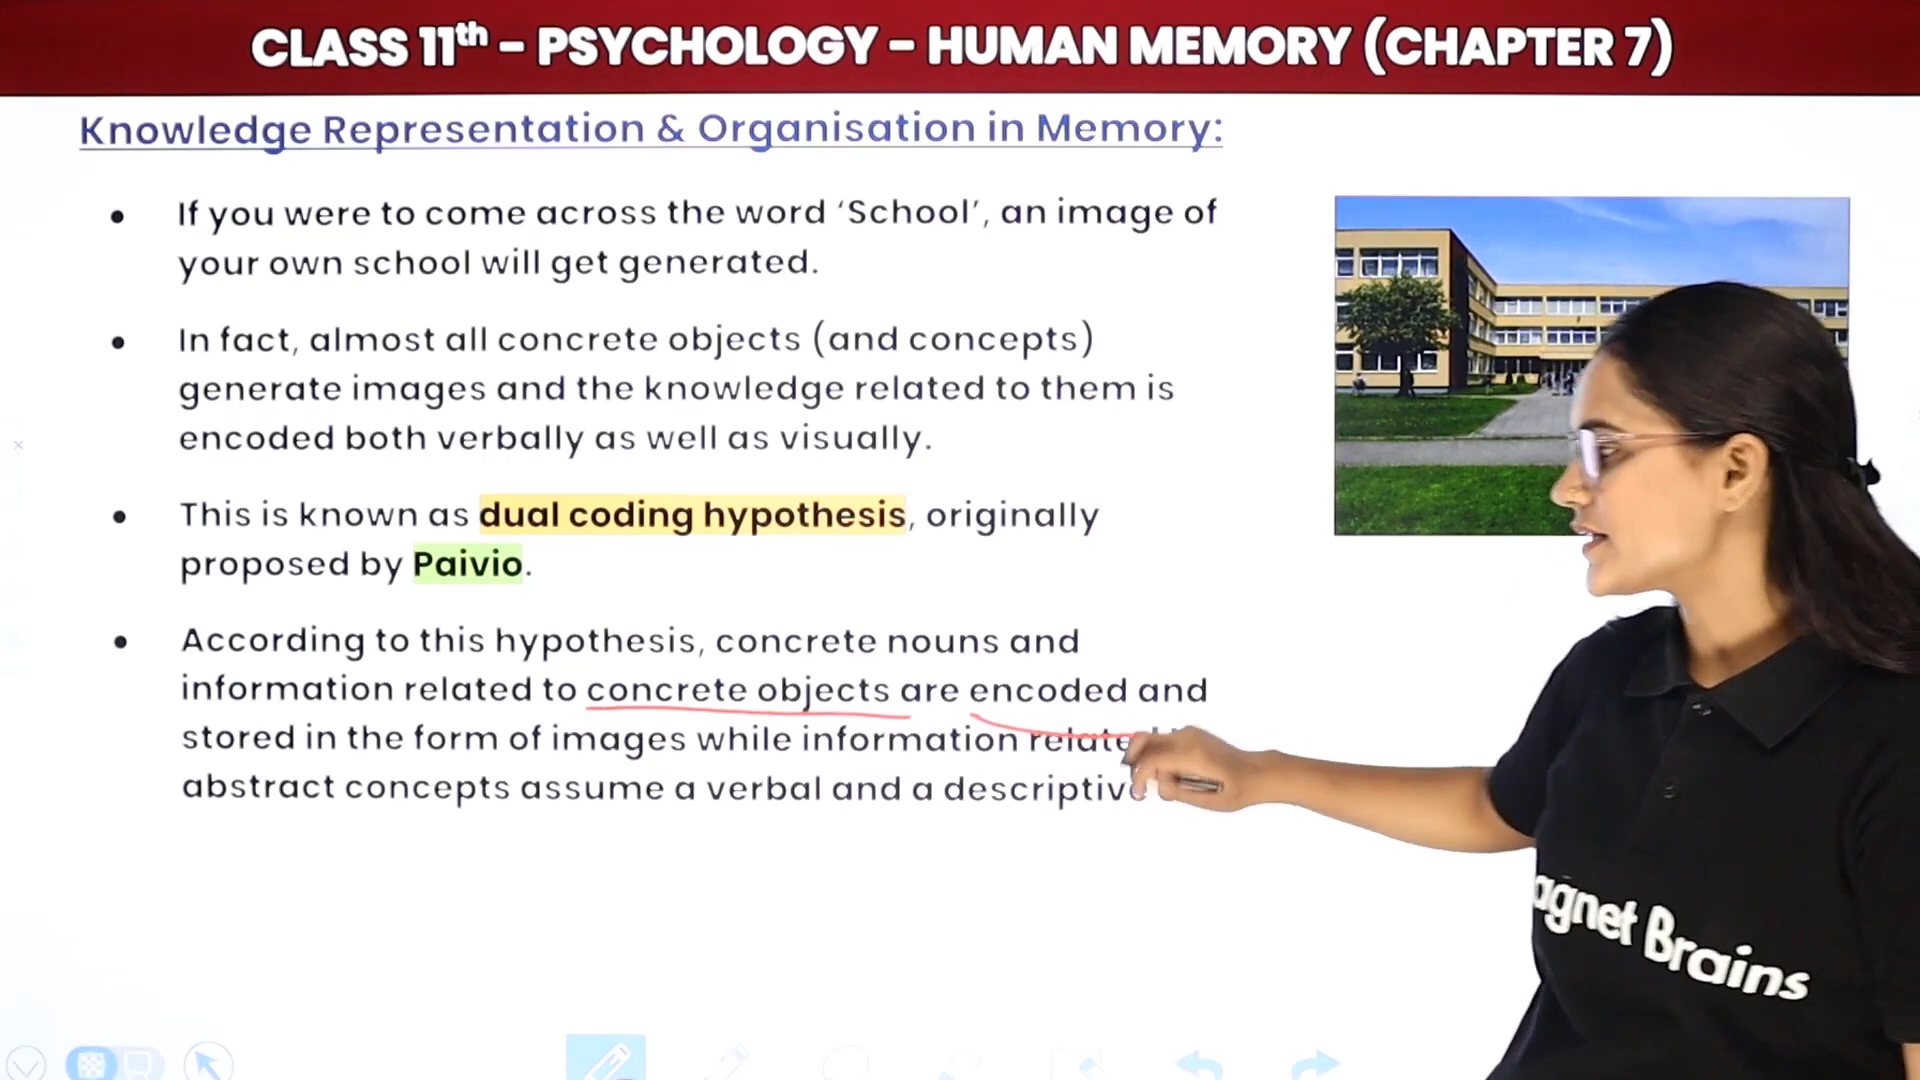 CLASS 11th – PSYCHOLOGY – HUMAN MEMORY (CHAPTER 7)
Knowledge Representation & Organisation in Memory:
• If you were to come across the word ‘School’, an image of
your own school will get generated.
• In fact, almost all concrete objects (and concepts)
generate images and the knowledge related to them is
encoded both verbally as well as visually.
• This is known as dual coding hypothesis, originally
proposed by Paivio.
• According to this hypothesis, concrete nouns and
information related to concrete objects are encoded and
stored in the form of images while information related
abstract concepts assume a verbal and a descriptive
agnet Brains